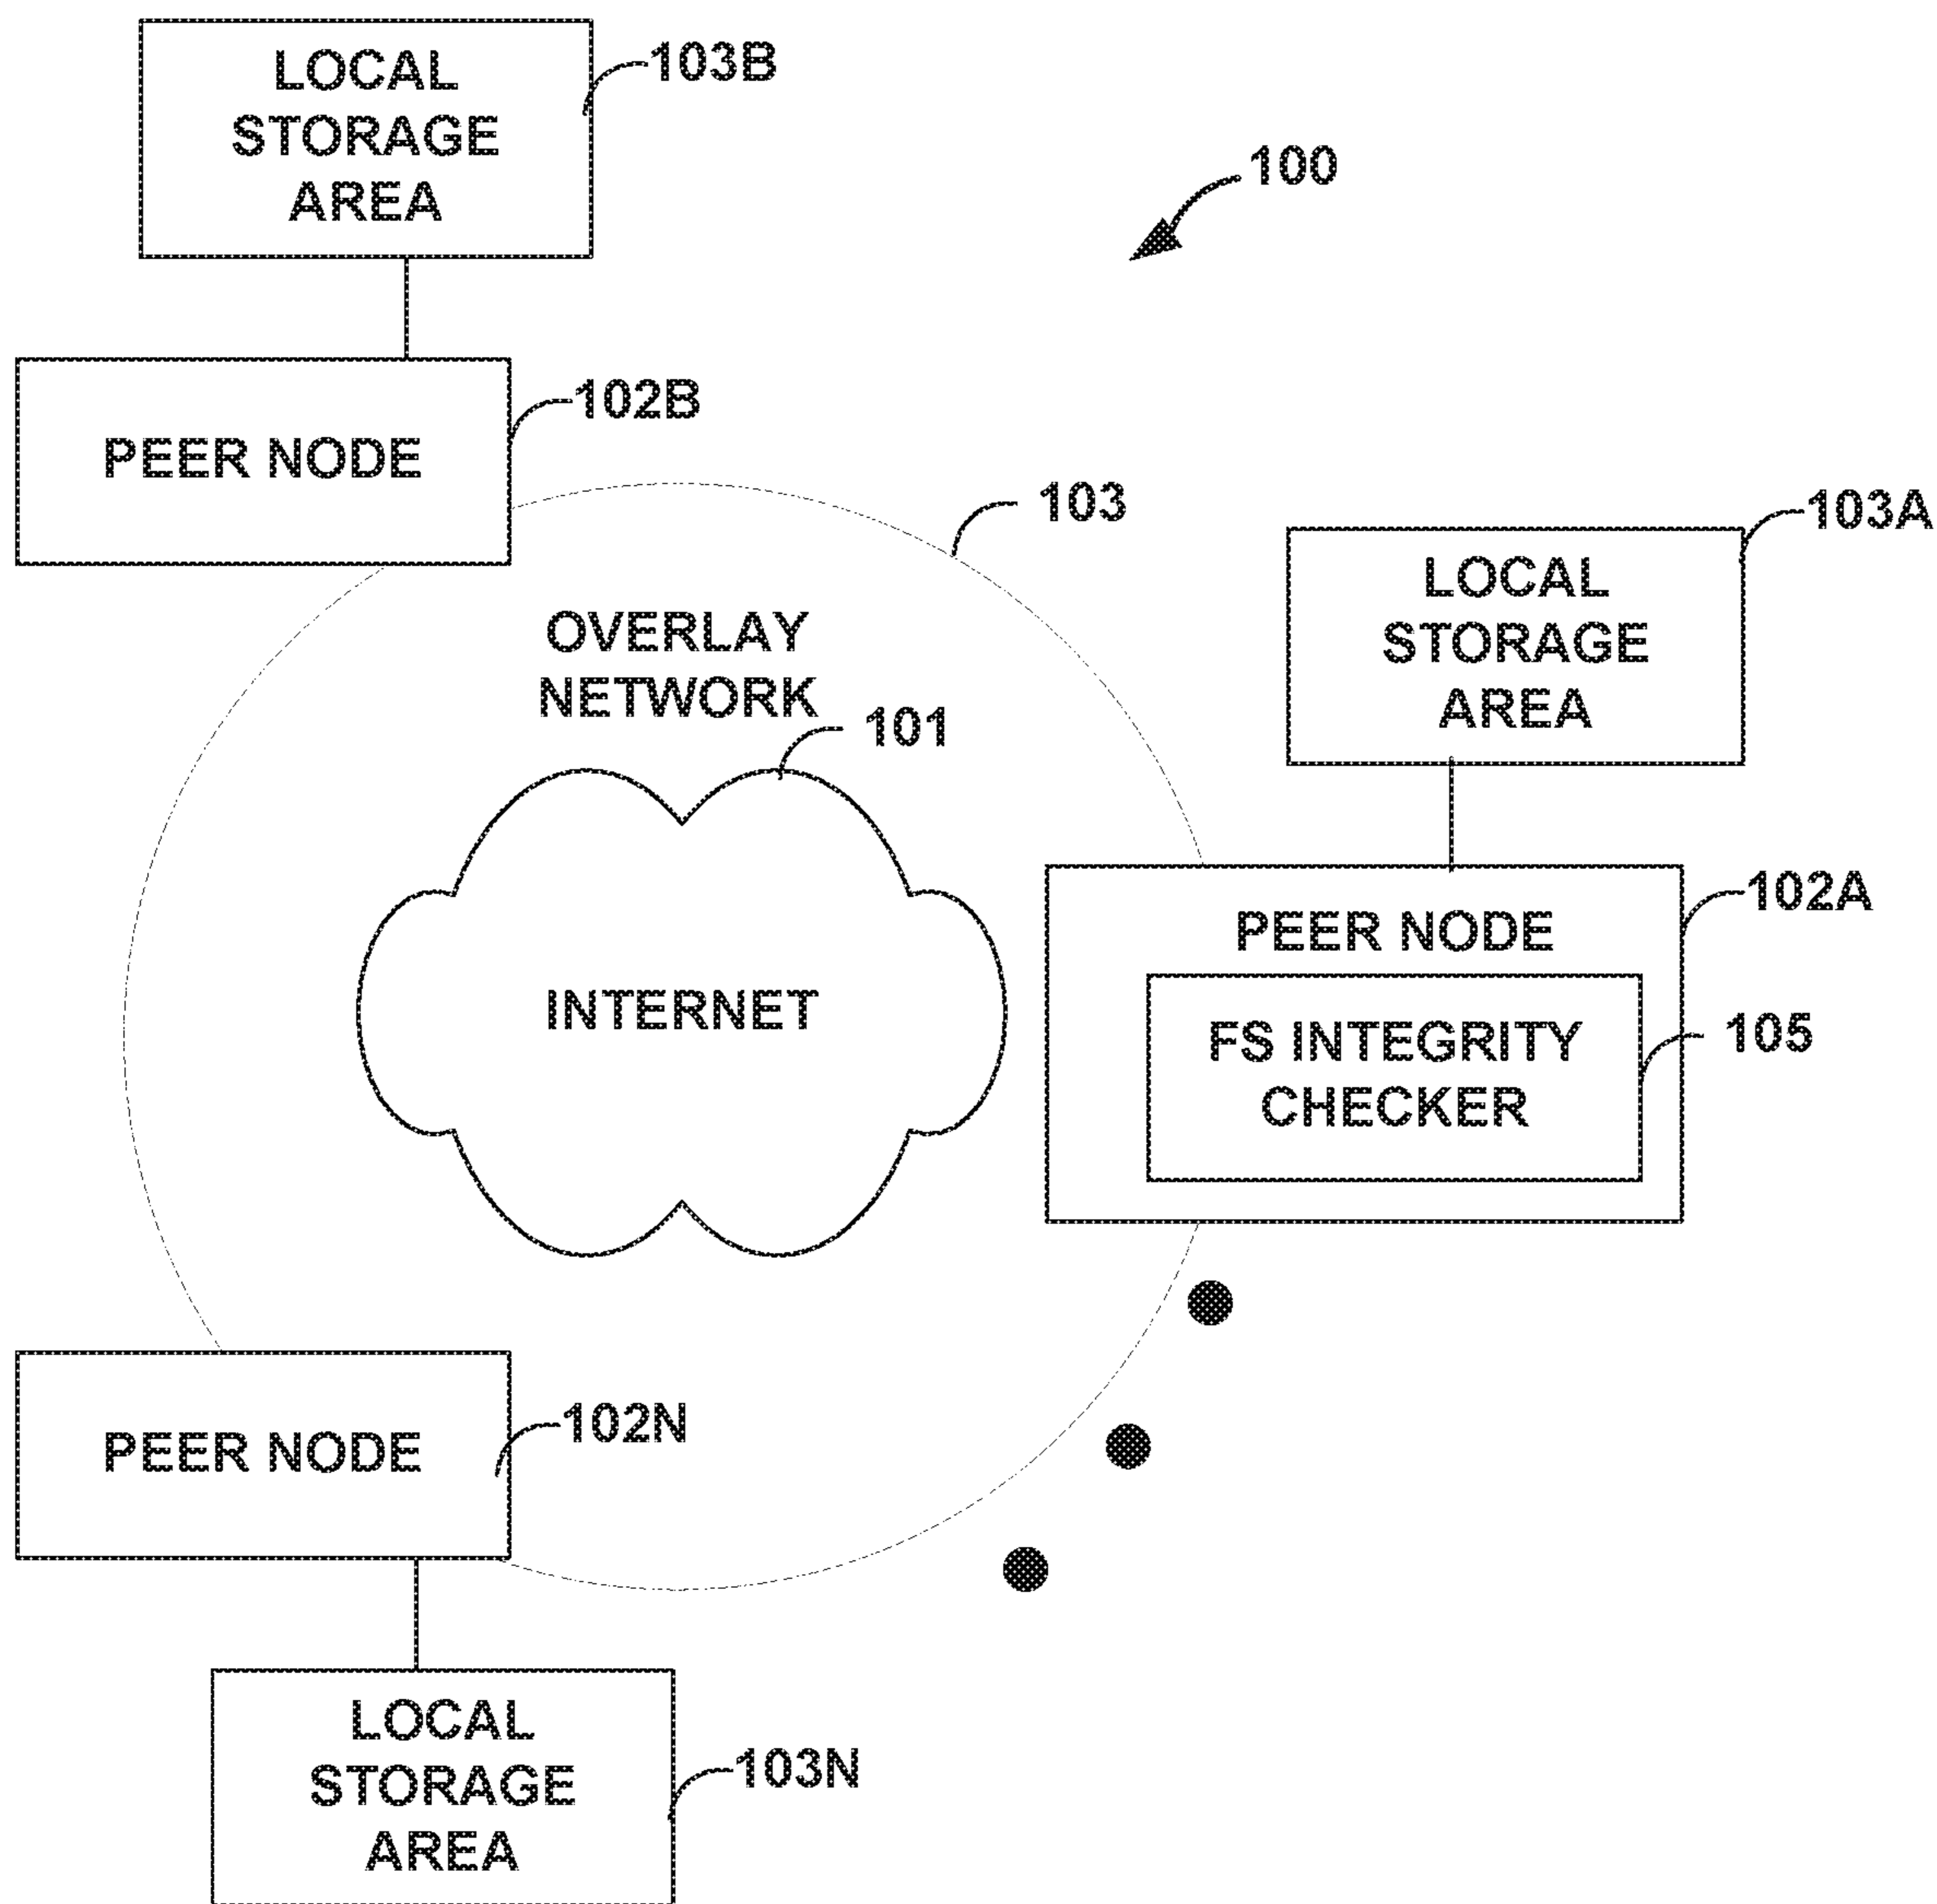 LOCAL
STORAGE
AREA
103B
100
PEER NODE
102B
103
OVERLAY
NETWORK
101
INTERNET
LOCAL
STORAGE
AREA
103A
PEER NODE
102A
FS INTEGRITY
CHECKER
105
PEER NODE
102N
LOCAL
STORAGE
AREA
103N